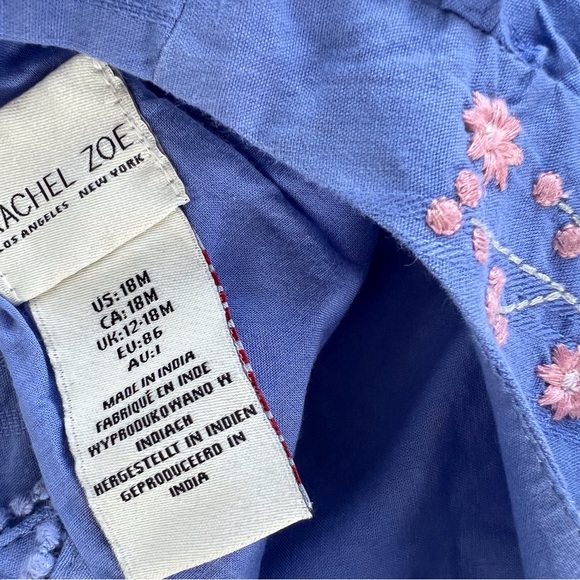 RACHEL ZOE
LOS ANGELES NEW YORK
US: 18M
CA: 18M
UK: 12-18M
EU: 86
AU: 1
MADE IN INDIA
FABRIQUÉ EN INDE
WYPRODUKOWANO W
INDIACH
HERGESTELLT IN INDIEN
GEPRODUCEERD IN
INDIA